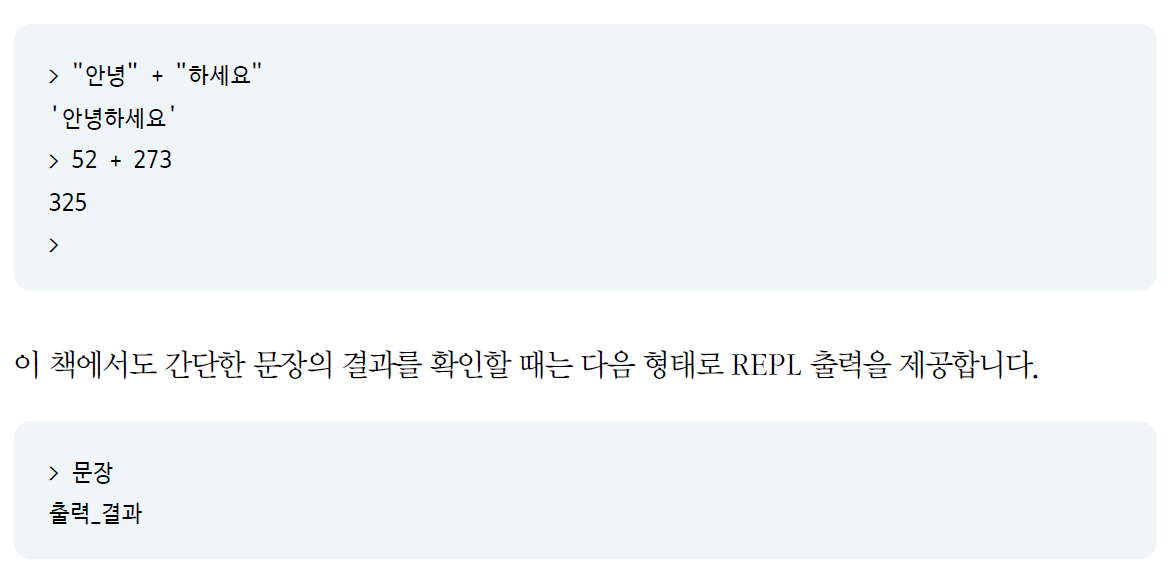 > "안녕" + "하세요"
'안녕하세요'
> 52 + 273
325
>
이 책에서도 간단한 문장의 결과를 확인할 때는 다음 형태로 REPL 출력을 제공합니다.
> 문장
출력_결과